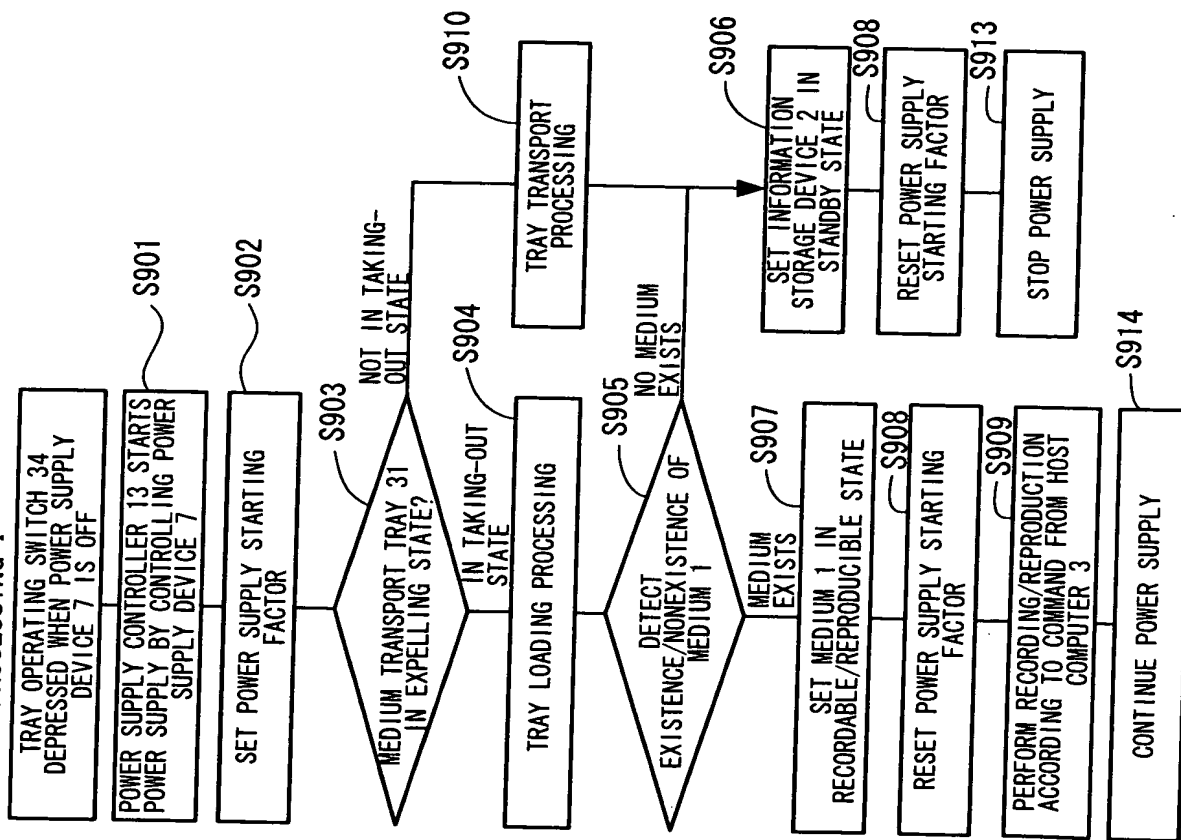 TRAY OPERATING SWITCH 34
DEPRESSED WHEN POWER SUPPLY
DEVICE 7 IS OFF
S901
POWER SUPPLY CONTROLLER 13 STARTS
POWER SUPPLY BY CONTROLLING POWER
SUPPLY DEVICE 7
S902
SET POWER SUPPLY STARTING
FACTOR
S903
MEDIUM TRANSPORT TRAY 31
IN EXPELLING STATE?
NOT IN TAKING-
OUT STATE
IN TAKING-OUT
STATE
S904
TRAY LOADING PROCESSING
S910
TRAY TRANSPORT
PROCESSING
S905
DETECT
EXISTENCE/NONEXISTENCE OF
MEDIUM 1
NO MEDIUM
EXISTS
MEDIUM
EXISTS
S907
SET MEDIUM 1 IN
RECORDABLE/REPRODUCIBLE STATE
S908
RESET POWER SUPPLY STARTING
FACTOR
S909
PERFORM RECORDING/REPRODUCTION
ACCORDING TO COMMAND FROM HOST
COMPUTER 3
S914
CONTINUE POWER SUPPLY
S906
SET INFORMATION
STORAGE DEVICE 2 IN
STANDBY STATE
S908
RESET POWER SUPPLY
STARTING FACTOR
S913
STOP POWER SUPPLY